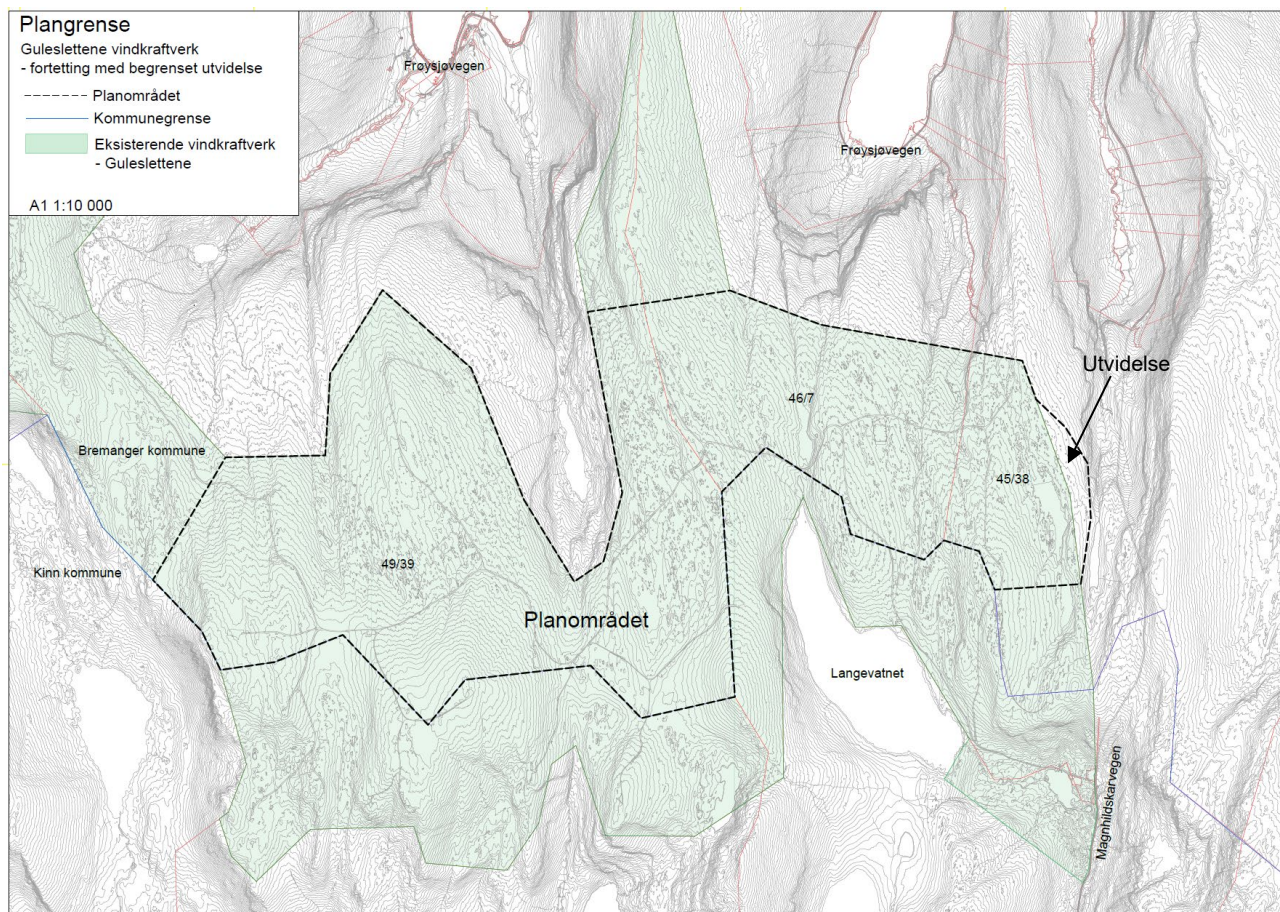 Plangrense
Guleslettene vindkraftverk
- fortetting med begrenset utvidelse
Planområdet
Kommunegrense
Eksisterende vindkraftverk
- Guleslettene
A1 1:10 000
Frøysjøvegen
Frøysjøvegen
Utvidelse
46/7
Bremanger kommune
45/38
49/39
Kinn kommune
Planområdet
Langevatnet
Magnhildskarvegen